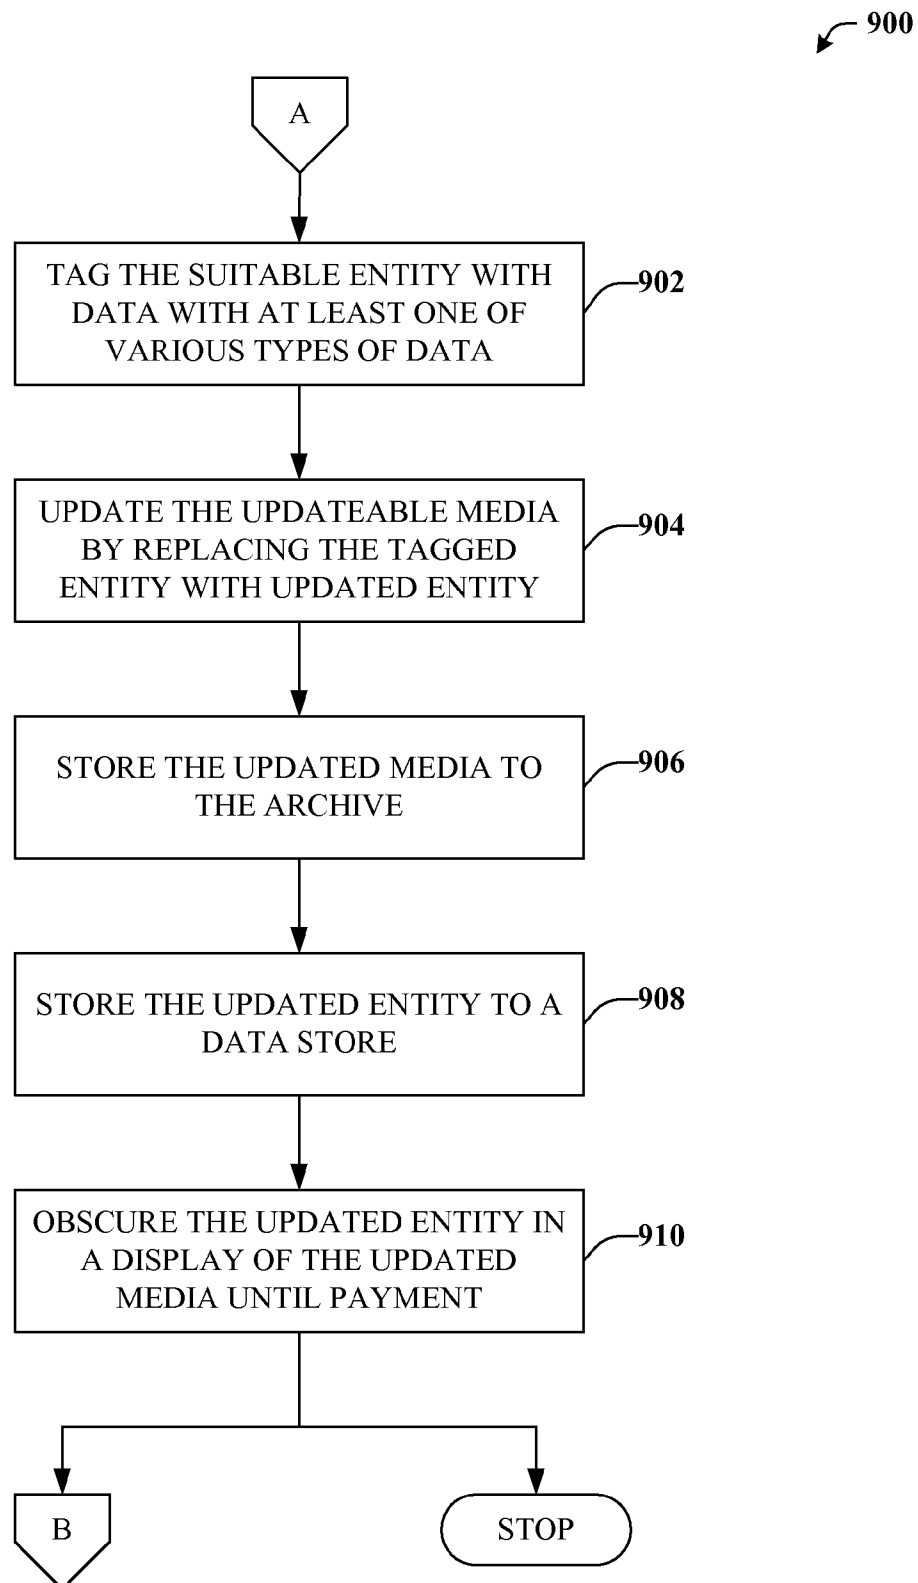 900
A
TAG THE SUITABLE ENTITY WITH
DATA WITH AT LEAST ONE OF
VARIOUS TYPES OF DATA
902
UPDATE THE UPDATEABLE MEDIA
BY REPLACING THE TAGGED
ENTITY WITH UPDATED ENTITY
904
STORE THE UPDATED MEDIA TO
THE ARCHIVE
906
STORE THE UPDATED ENTITY TO A
DATA STORE
908
OBSCURE THE UPDATED ENTITY IN
A DISPLAY OF THE UPDATED
MEDIA UNTIL PAYMENT
910
B
STOP